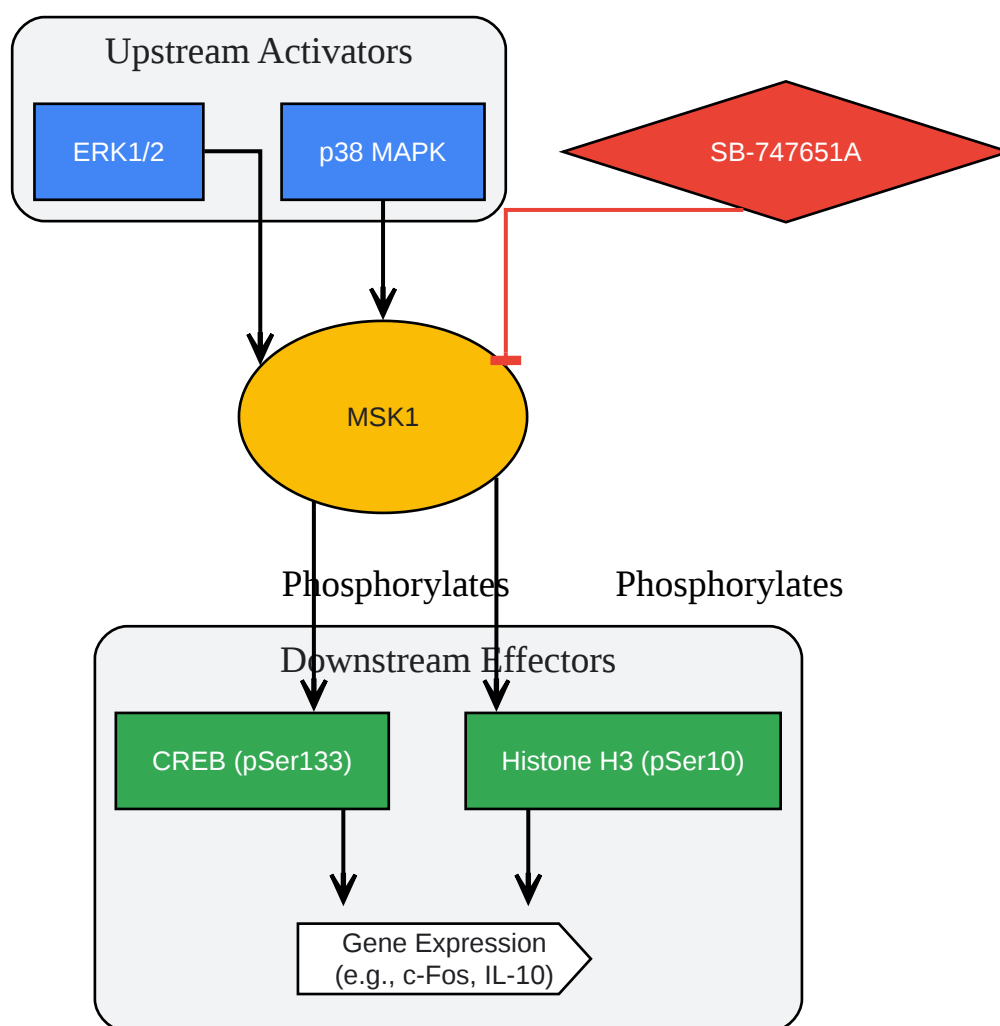 Upstream Activators
ERK1/2
p38 MAPK
SB-747651A
MSK1
Phosphorylates
Phosphorylates
Downstream Effectors
CREB (pSer133)
Histone H3 (pSer10)
Gene Expression
(e.g., c-Fos, IL-10)